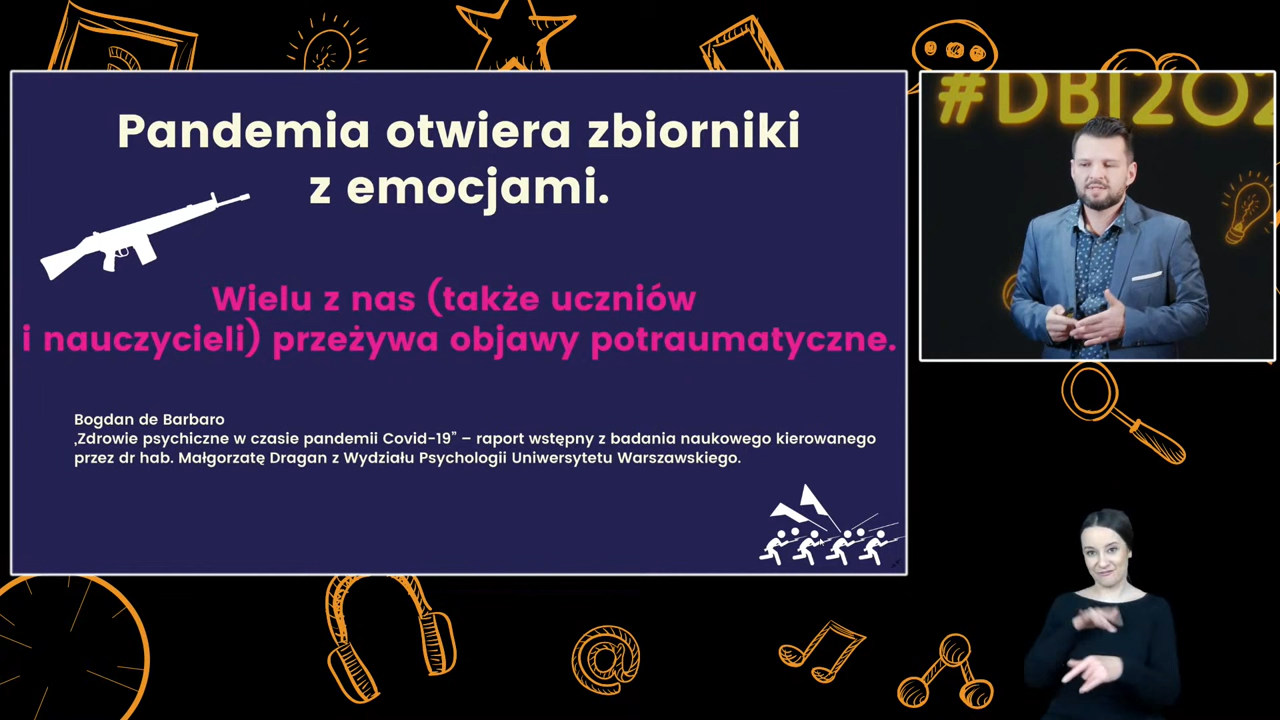 Pandemia otwiera zbiorniki
z emocjami.
Wielu z nas (także uczniów
i nauczycieli) przeżywa objawy potraumatyczne.
Bogdan de Barbaro
‚Zdrowie psychiczne w czasie pandemii Covid-19” – raport wstępny z badania naukowego kierowanego
przez dr hab. Małgorzatę Dragan z Wydziału Psychologii Uniwersytetu Warszawskiego.
#DBI202
@